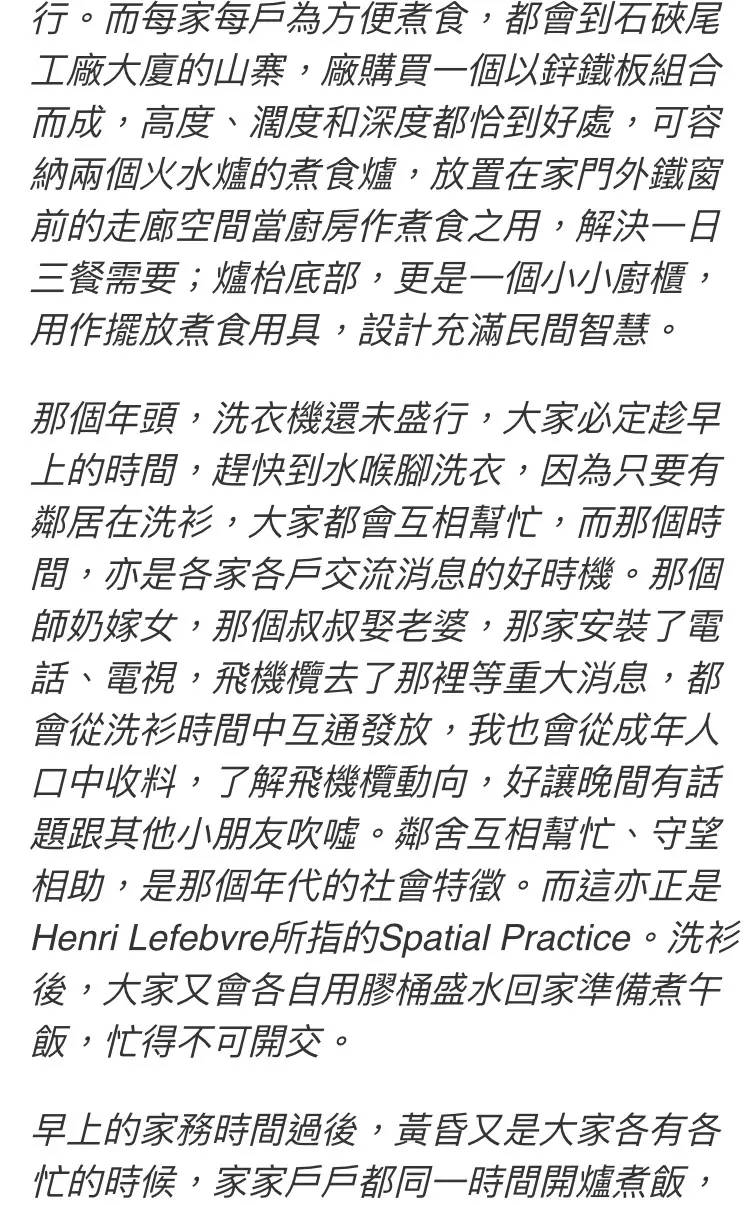 行。而每家每戶為方便煮食，都會到石硤尾
工廠大廈的山寨，廠購買一個以鋅鐵板組合
而成，高度、濶度和深度都恰到好處，可容
納兩個火水爐的煮食爐，放置在家門外鐵窗
前的走廊空間當廚房作煮食之用，解決一日
三餐需要；爐枱底部，更是一個小小廚櫃，
用作擺放煮食用具，設計充滿民間智慧。
那個年頭，洗衣機還未盛行，大家必定趁早
上的時間，趕快到水喉腳洗衣，因為只要有
鄰居在洗衫，大家都會互相幫忙，而那個時
間，亦是各家各戶交流消息的好時機。那個
師奶嫁女，那個叔叔娶老婆，那家安裝了電
話、電視，飛機欖去了那裡等重大消息，都
會從洗衫時間中互通發放，我也會從成年人
口中收料，了解飛機欖動向，好讓晚間有話
題跟其他小朋友吹噓。鄰舍互相幫忙、守望
相助，是那個年代的社會特徵。而這亦正是
Henri Lefebvre所指的Spatial Practice。洗衫
後，大家又會各自用膠桶盛水回家準備煮午
飯，忙得不可開交。
早上的家務時間過後，黃昏又是大家各有各
忙的時候，家家戶戶都同一時間開爐煮飯，